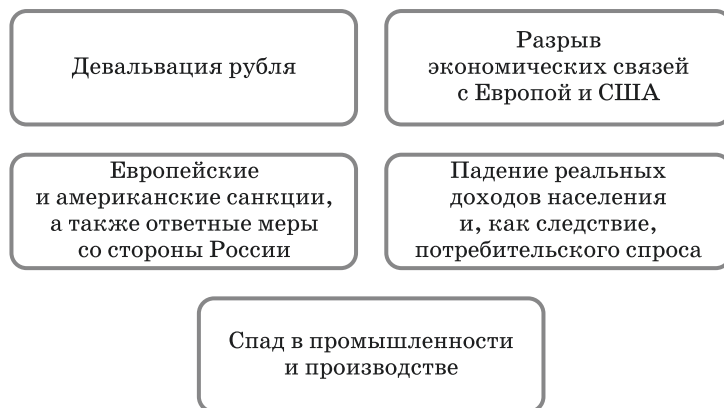 Девальвация рубля
Разрыв
экономических связей
с Европой и США
Европейские
и американские санкции,
а также ответные меры
со стороны России
Падение реальных
доходов населения
и, как следствие,
потребительского спроса
Спад в промышленности
и производстве